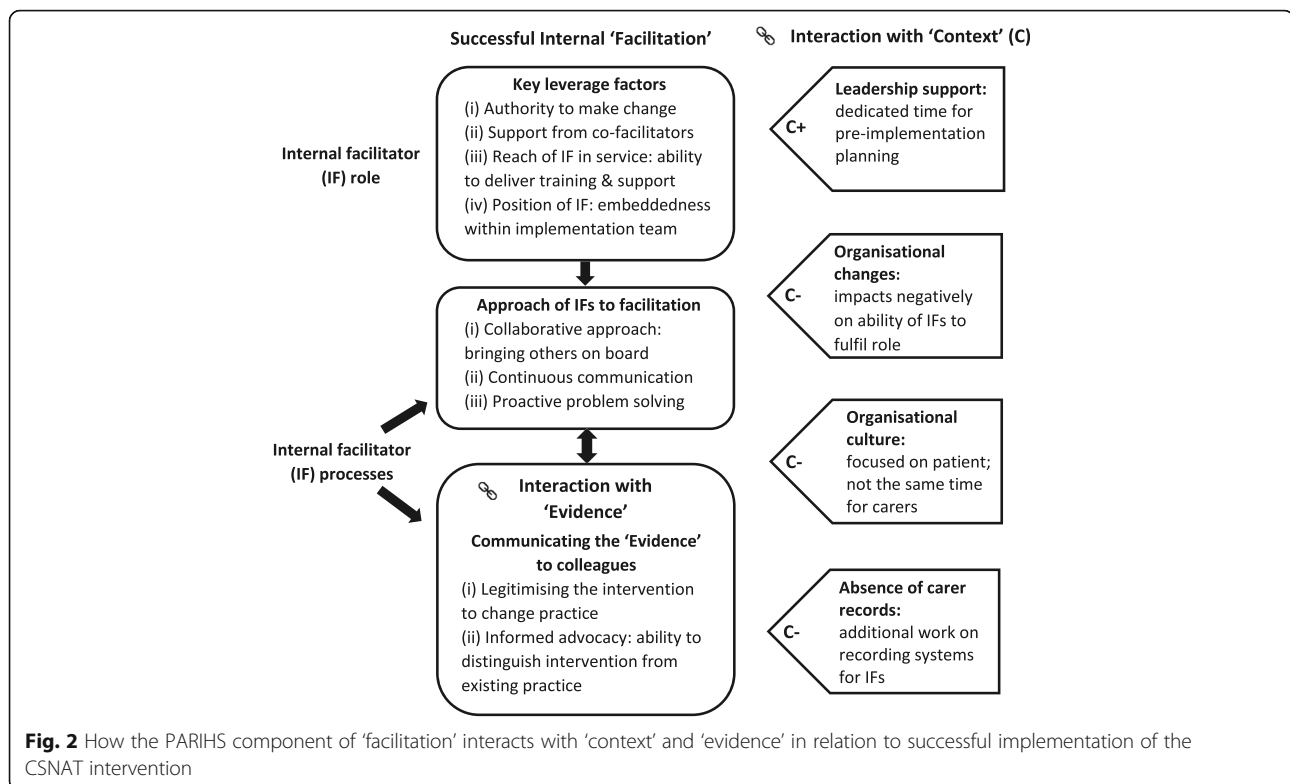 Successful Internal ‘Facilitation’
Interaction with ‘Context’ (C)
Internal facilitator
(IF) role
Key leverage factors
(i) Authority to make change
(ii) Support from co-facilitators
(iii) Reach of IF in service: ability
to deliver training & support
(iv) Position of IF: embeddedness
within implementation team
C+
Leadership support:
dedicated time for
pre-implementation
planning
C-
Organisational
changes:
impacts negatively
on ability of IFs to
fulfil role
Approach of IFs to facilitation
(i) Collaborative approach:
bringing others on board
(ii) Continuous communication
(iii) Proactive problem solving
Internal facilitator
(IF) processes
C-
Organisational
culture:
focused on patient;
not the same time
for carers
Interaction with
‘Evidence’
Communicating the ‘Evidence’
to colleagues
(i) Legitimising the intervention
to change practice
(ii) Informed advocacy: ability to
distinguish intervention from
existing practice
C-
Absence of carer
records:
additional work on
recording systems
for IFs
Fig. 2 How the PARIHS component of ‘facilitation’ interacts with ‘context’ and ‘evidence’ in relation to successful implementation of the
CSNAT intervention